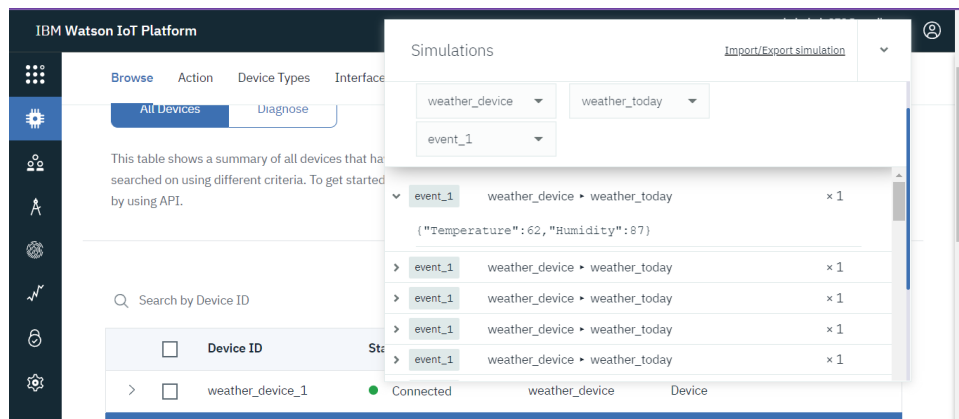 IBM Watson IoT Platform
Browse Action Device Types Interface
All Devices Diagnose
This table shows a summary of all devices that ha
searched on using different criteria. To get started
by using API.
Search by Device ID
Device ID Sta
weather_device_1 Connected weather_device Device
Simulations Import/Export simulation
weather_device weather_today
event_1
event_1 weather_device ▸ weather_today × 1
{"Temperature":62,"Humidity":87}
event_1 weather_device ▸ weather_today × 1
event_1 weather_device ▸ weather_today × 1
event_1 weather_device ▸ weather_today × 1
event_1 weather_device ▸ weather_today × 1